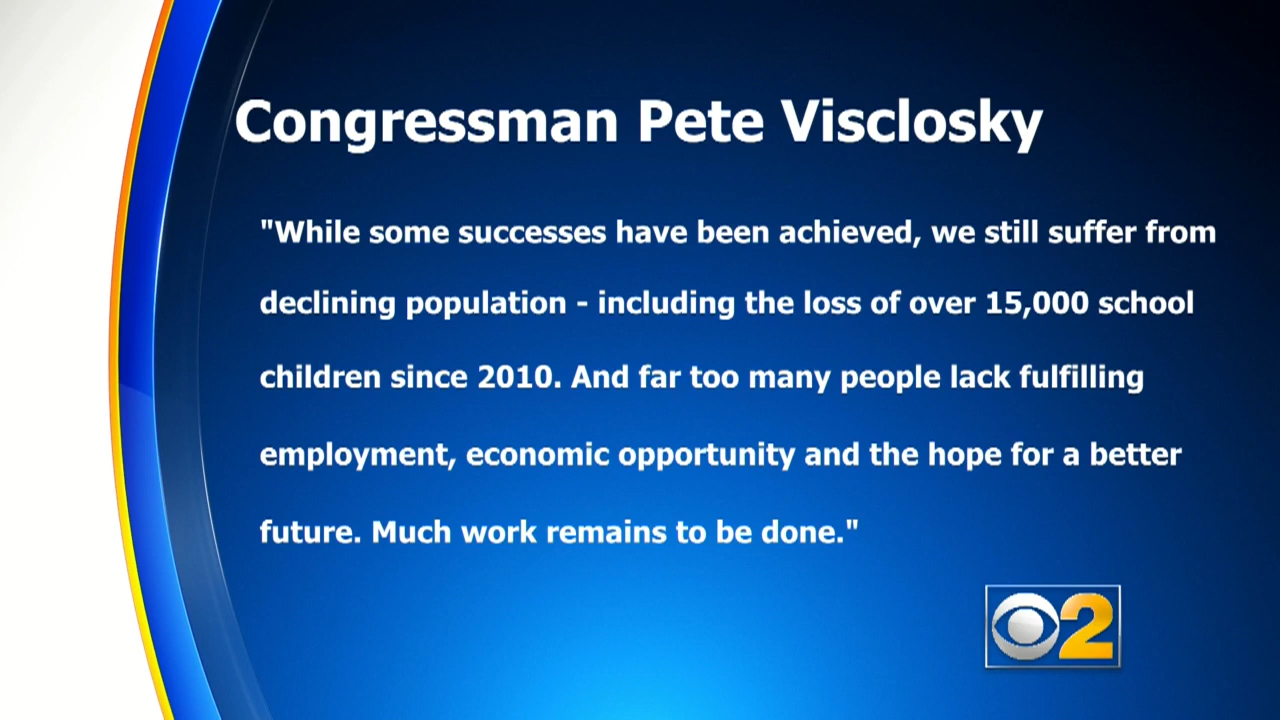 Congressman Pete Visclosky
"While some successes have been achieved, we still suffer from
declining population - including the loss of over 15,000 school
children since 2010. And far too many people lack fulfilling
employment, economic opportunity and the hope for a better
future. Much work remains to be done."
2